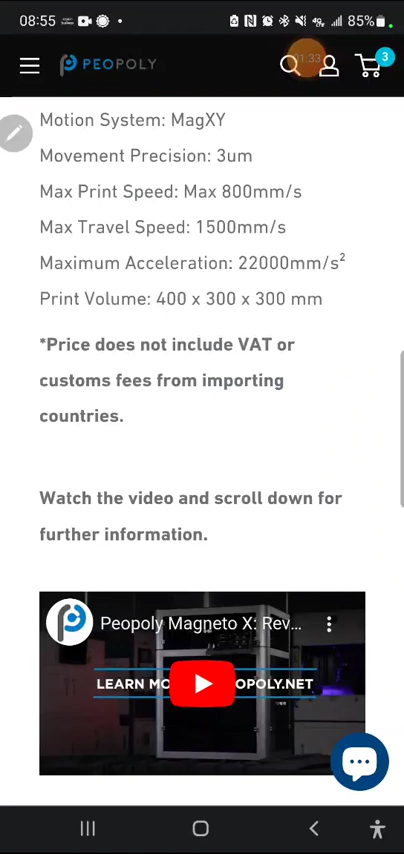 08:55
4G
85%
PEOPOLY
3
Motion System: MagXY
Movement Precision: 3um
Max Print Speed: Max 800mm/s
Max Travel Speed: 1500mm/s
Maximum Acceleration: 22000mm/s²
Print Volume: 400 x 300 x 300 mm
*Price does not include VAT or
customs fees from importing
countries.
Watch the video and scroll down for
further information.
Peopoly Magneto X: Rev...
LEARN MO OPOLY.NET